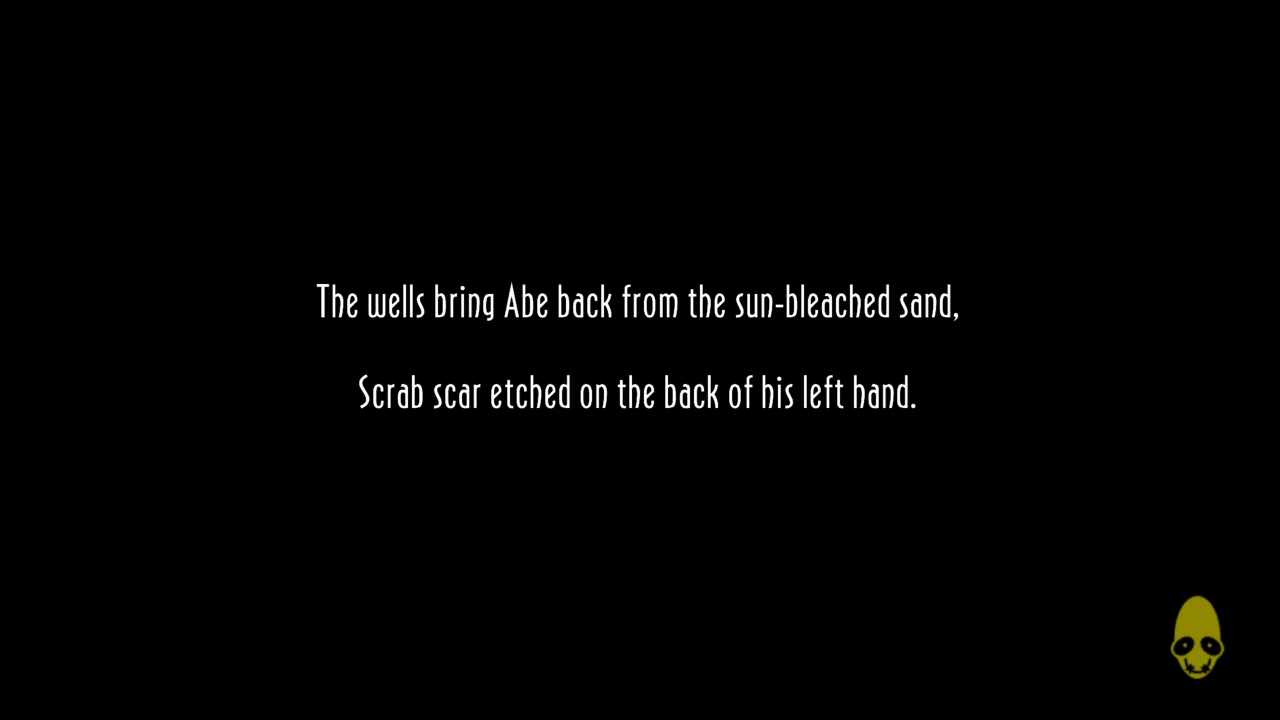 The wells bring Abe back from the sun-bleached sand,
Scrab scar etched on the back of his left hand.